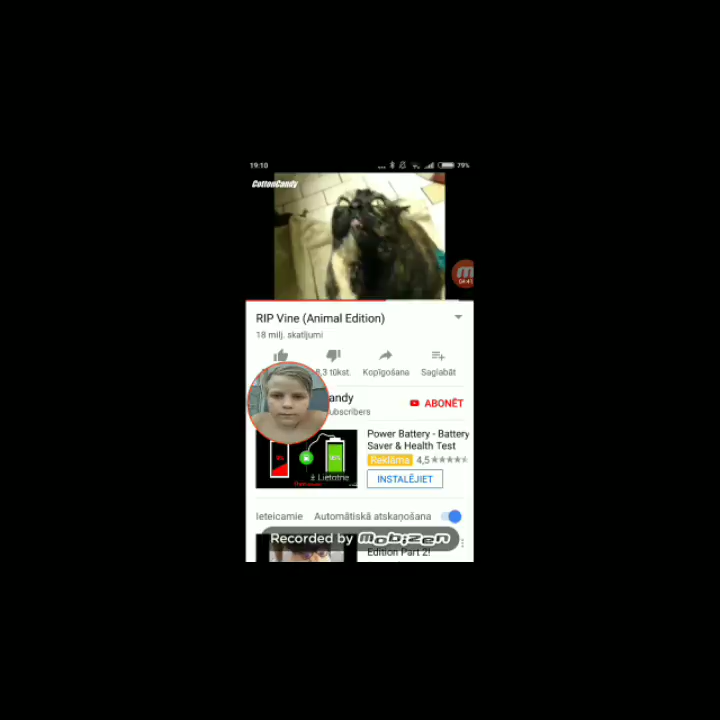 19:10
79%
CottonCandy
04:41
RIP Vine (Animal Edition)
18 milj. skatījumi
8.3 tūkst.
Kopīgošana
Saglabāt
andy
ubscribers
ABONĒT
Power Battery - Battery
Saver & Health Test
Reklāma 4,5
Lietotne
INSTALĒJIET
Ieteicamie
Automātiskā atskaņošana
Recorded by Mobizen
Edition Part 2!